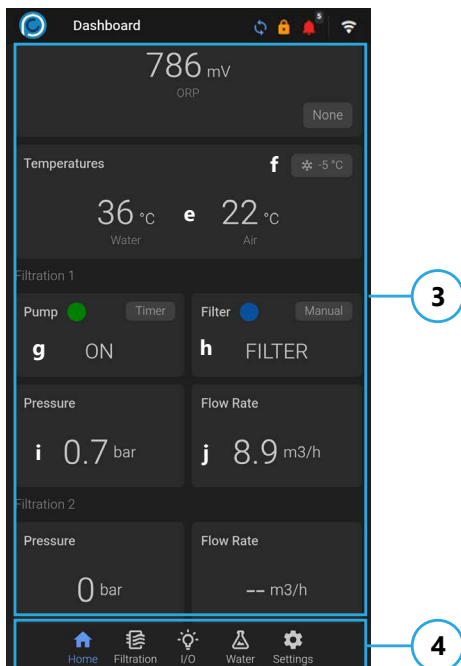 Dashboard 5
786 mV
ORP
None
Temperatures f -5 °C
36 °C e 22 °C
Water Air
Filtration 1
3
Pump Timer Filter Manual
g ON h FILTER
Pressure Flow Rate
i 0.7 bar j 8.9 m3/h
Filtration 2
Pressure Flow Rate
0 bar -- m3/h
4
Home Filtration I/O Water Settings